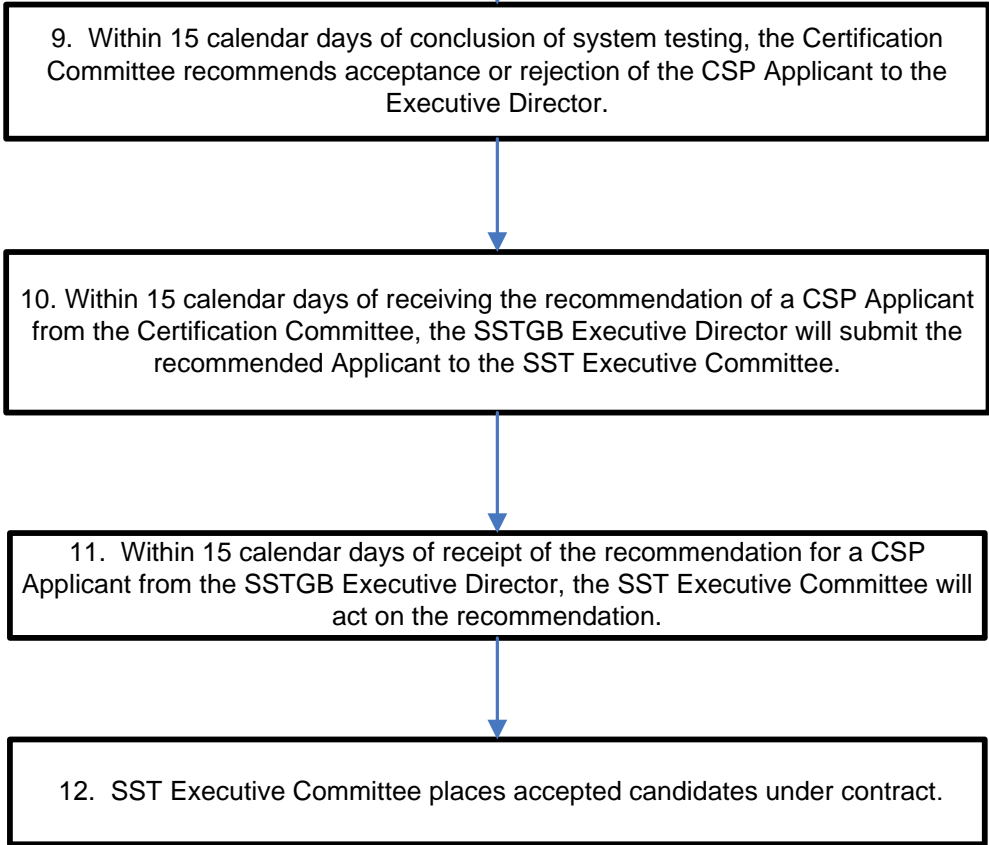 9.  Within 15 calendar days of conclusion of system testing, the Certification
Committee recommends acceptance or rejection of the CSP Applicant to the
Executive Director.
10. Within 15 calendar days of receiving the recommendation of a CSP Applicant
from the Certification Committee, the SSTGB Executive Director will submit the
recommended Applicant to the SST Executive Committee.
11.  Within 15 calendar days of receipt of the recommendation for a CSP
Applicant from the SSTGB Executive Director, the SST Executive Committee will
act on the recommendation.
12.  SST Executive Committee places accepted candidates under contract.